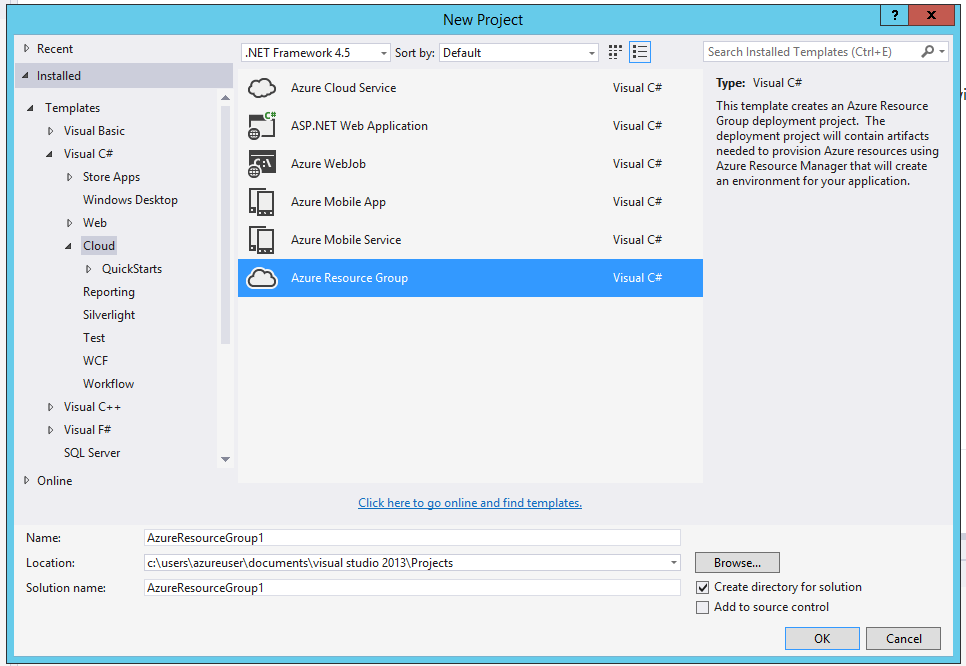 New Project
?
x
Recent
Installed
Templates
Visual Basic
Visual C#
Store Apps
Windows Desktop
Web
Cloud
QuickStarts
Reporting
Silverlight
Test
WCF
Workflow
Visual C++
Visual F#
SQL Server
Online
.NET Framework 4.5
Sort by: Default
Azure Cloud Service Visual C#
C#
ASP.NET Web Application Visual C#
C:\
Azure WebJob Visual C#
Azure Mobile App Visual C#
Azure Mobile Service Visual C#
Azure Resource Group Visual C#
Click here to go online and find templates.
Search Installed Templates (Ctrl+E)
Type: Visual C#
This template creates an Azure Resource
Group deployment project. The
deployment project will contain artifacts
needed to provision Azure resources using
Azure Resource Manager that will create
an environment for your application.
Name: AzureResourceGroup1
Location: c:\users\azureuser\documents\visual studio 2013\Projects
Browse...
Solution name: AzureResourceGroup1
Create directory for solution
Add to source control
OK
Cancel